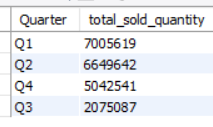 Quarter total_sold_quantity
Q1 7005619
Q2 6649642
Q4 5042541
Q3 2075087